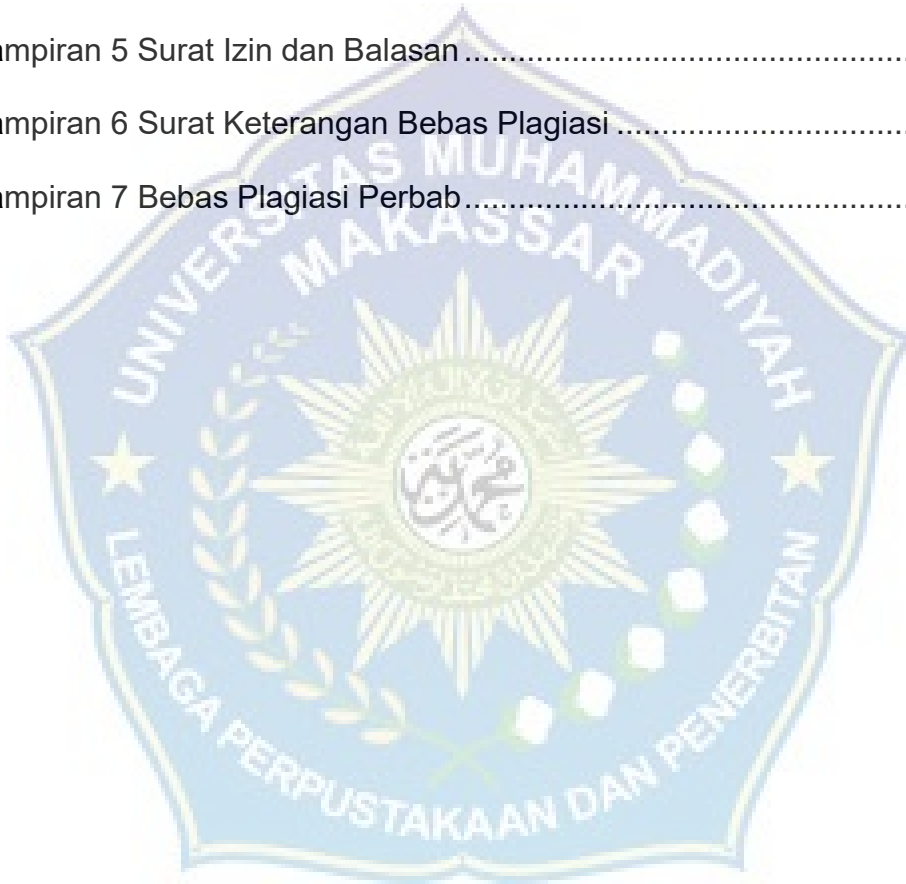 ampiran 5 Surat Izin dan Balasan........................................................
ampiran 6 Surat Keterangan Bebas Plagiasi....................................
ampiran 7 Bebas Plagiasi Perbab........................................................
UNIVERSITAS MUHAMMADIYAH
MAKASSAR
LEMBAGA PERPUSTAKAAN DAN PENERBITAN